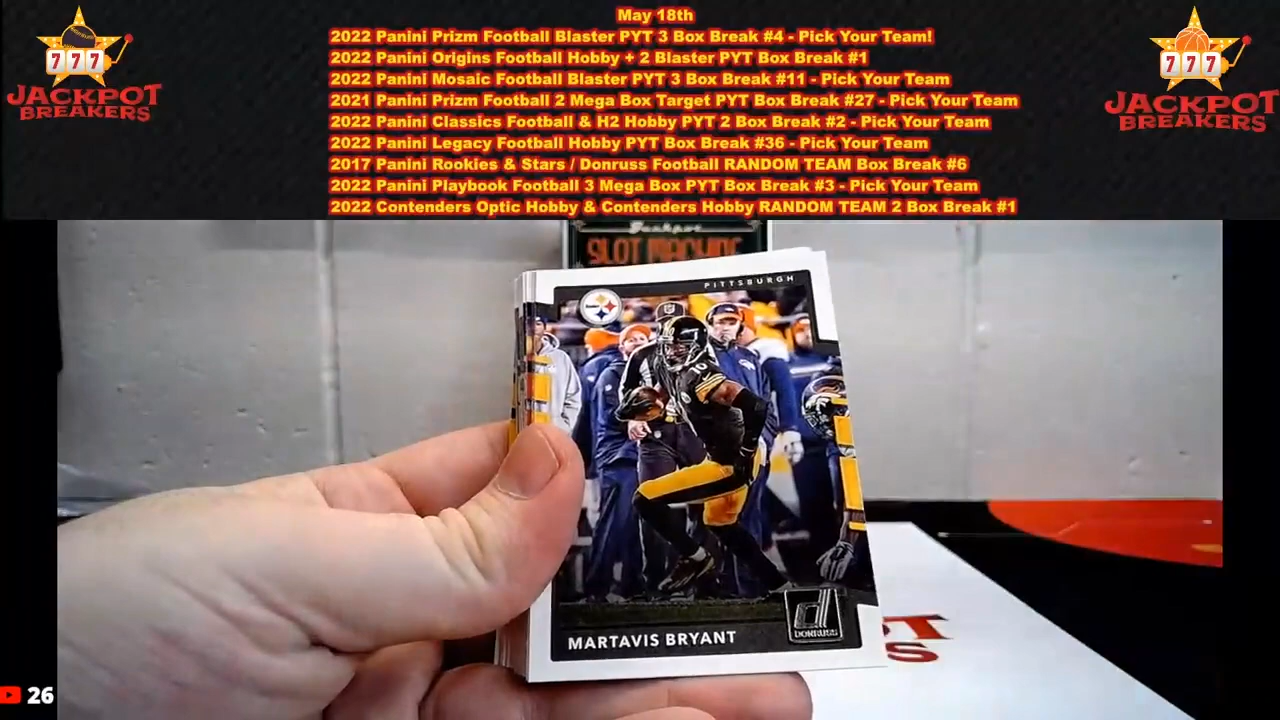 May 18th
2022 Panini Prizm Football Blaster PYT 3 Box Break #4 - Pick Your Team!
2022 Panini Origins Football Hobby + 2 Blaster PYT Box Break #1
2022 Panini Mosaic Football Blaster PYT 3 Box Break #11 - Pick Your Team
2021 Panini Prizm Football 2 Mega Box Target PYT Box Break #27 - Pick Your Team
2022 Panini Classics Football & H2 Hobby PYT 2 Box Break #2 - Pick Your Team
2022 Panini Legacy Football Hobby PYT Box Break #36 - Pick Your Team
2017 Panini Rookies & Stars / Donruss Football RANDOM TEAM Box Break #6
2022 Panini Playbook Football 3 Mega Box PYT Box Break #3 - Pick Your Team
2022 Contenders Optic Hobby & Contenders Hobby RANDOM TEAM 2 Box Break #1
777
JACKPOT
BREAKERS
777
JACKPOT
BREAKERS
Jackpot
SLOT MACHINE
PITTSBURGH
Steelers
10
DONRUSS
MARTAVIS BRYANT
26